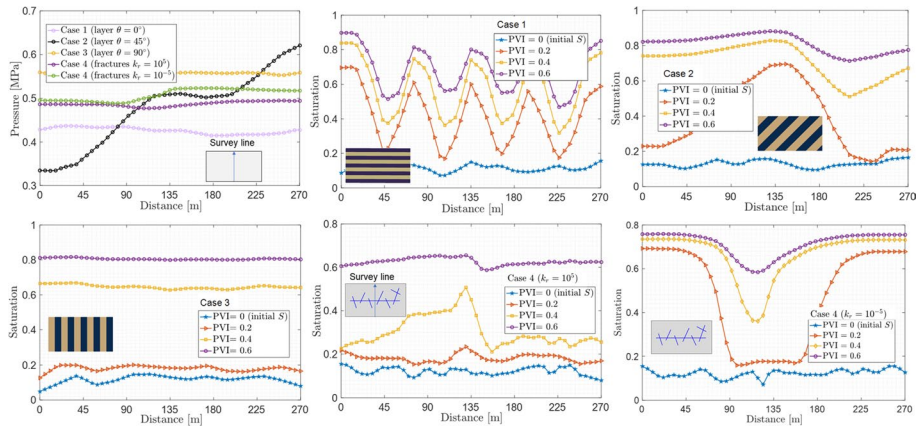 Case 1 (layer θ = 0°)
Case 2 (layer θ = 45°)
Case 3 (layer θ = 90°)
Case 4 (fractures kᵣ = 10⁵)
Case 4 (fractures kᵣ = 10⁻⁵)
Pressure [MPa]
0.7
0.6
0.5
0.4
0.3
Survey line
0 45 90 135 180 225 270
Distance [m]
Case 1
PVI = 0 (initial S)
PVI = 0.2
PVI = 0.4
PVI = 0.6
Saturation
1
0.8
0.6
0.4
0.2
0
0 45 90 135 180 225 270
Distance [m]
Case 2
PVI = 0 (initial S)
PVI = 0.2
PVI = 0.4
PVI = 0.6
Saturation
1
0.8
0.6
0.4
0.2
0
0 45 90 135 180 225 270
Distance [m]
Case 3
PVI= 0 (initial S)
PVI= 0.2
PVI= 0.4
PVI= 0.6
Saturation
1
0.8
0.6
0.4
0.2
0
0 45 90 135 180 225 270
Distance [m]
Survey line
Case 4 (kᵣ = 10⁵)
PVI= 0 (initial S)
PVI= 0.2
PVI= 0.4
PVI= 0.6
Saturation
0.8
0.6
0.4
0.2
0
0 45 90 135 180 225 270
Distance [m]
Case 4 (kᵣ = 10⁻⁵)
PVI = 0 (initial S)
PVI = 0.2
PVI = 0.4
PVI = 0.6
Saturation
0.8
0.6
0.4
0.2
0
0 45 90 135 180 225 270
Distance [m]